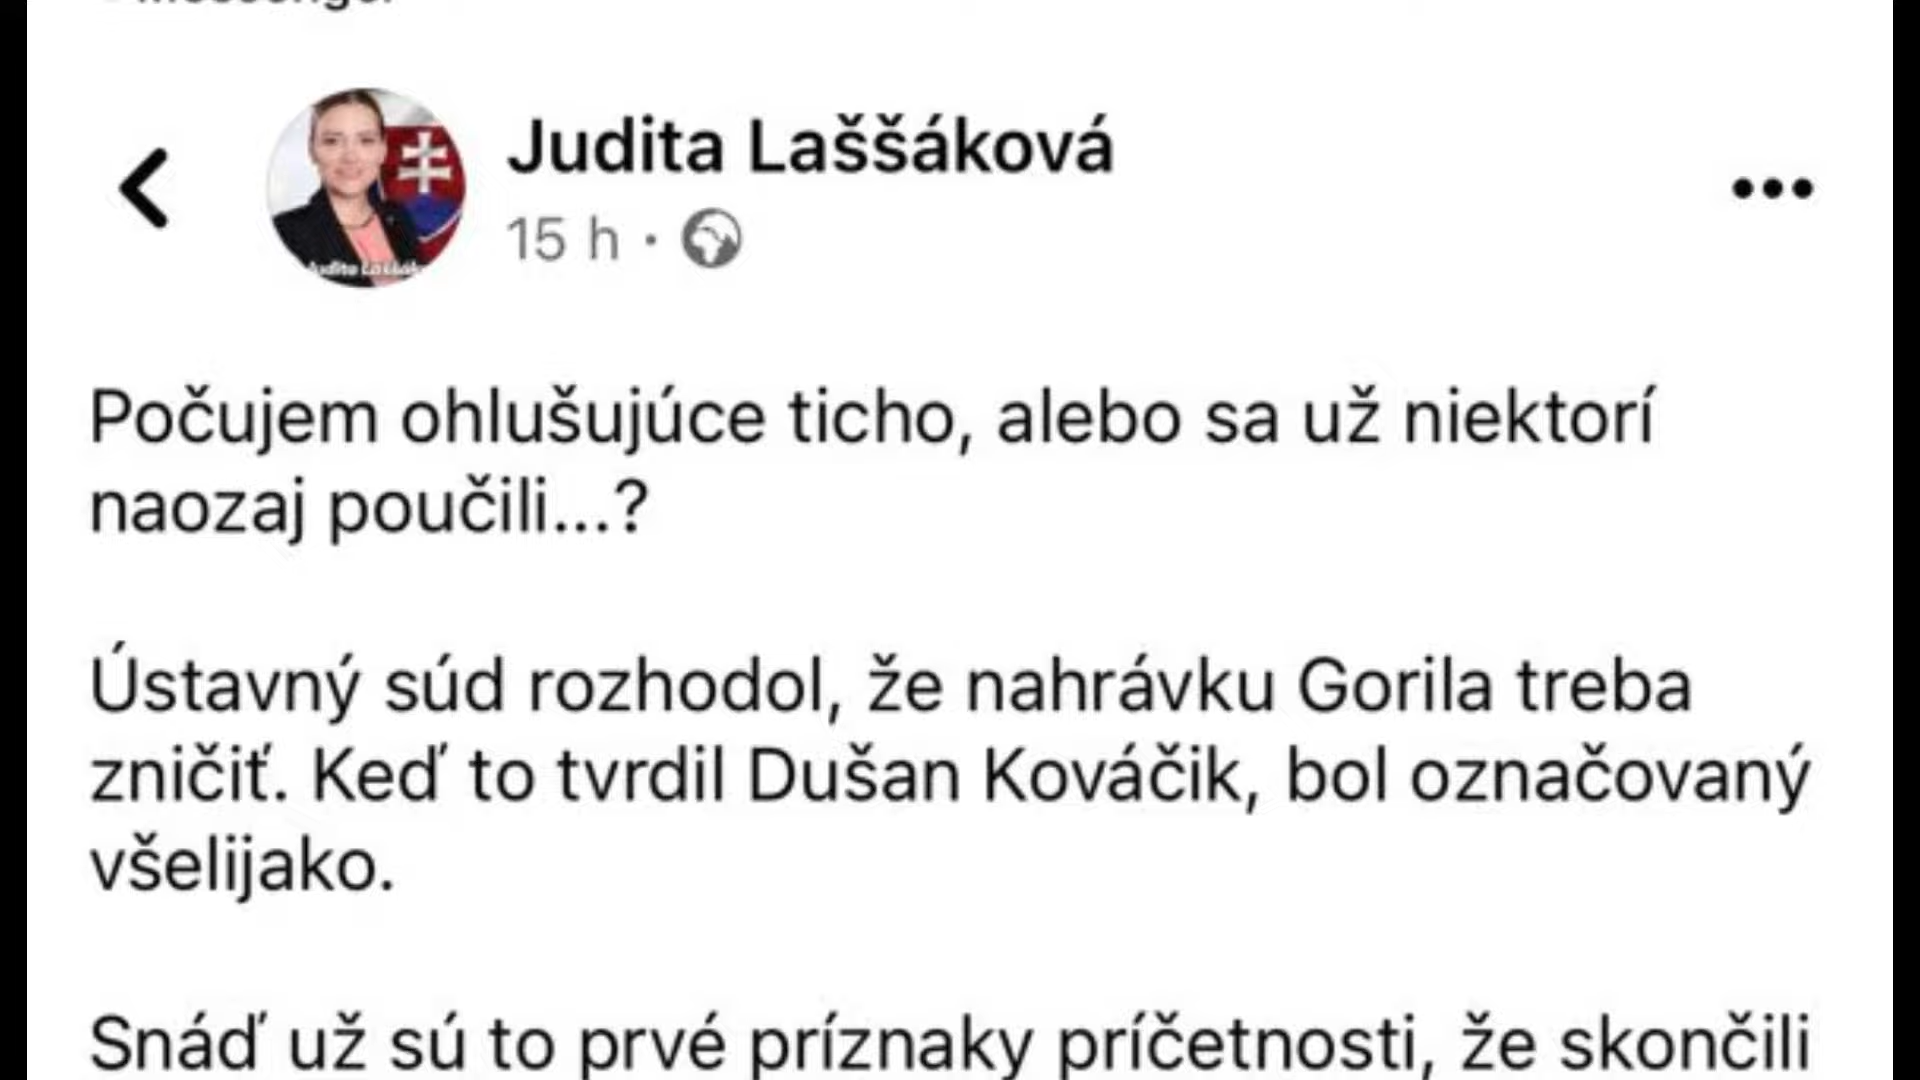 Judita Laššáková
15 h ·
Počujem ohlušujúce ticho, alebo sa už niektorí
naozaj poučili...?
Ústavný súd rozhodol, že nahrávku Gorila treba
zničiť. Keď to tvrdil Dušan Kováčik, bol označovaný
všelijako.
Snáď už sú to prvé príznaky príčetnosti, že skončili